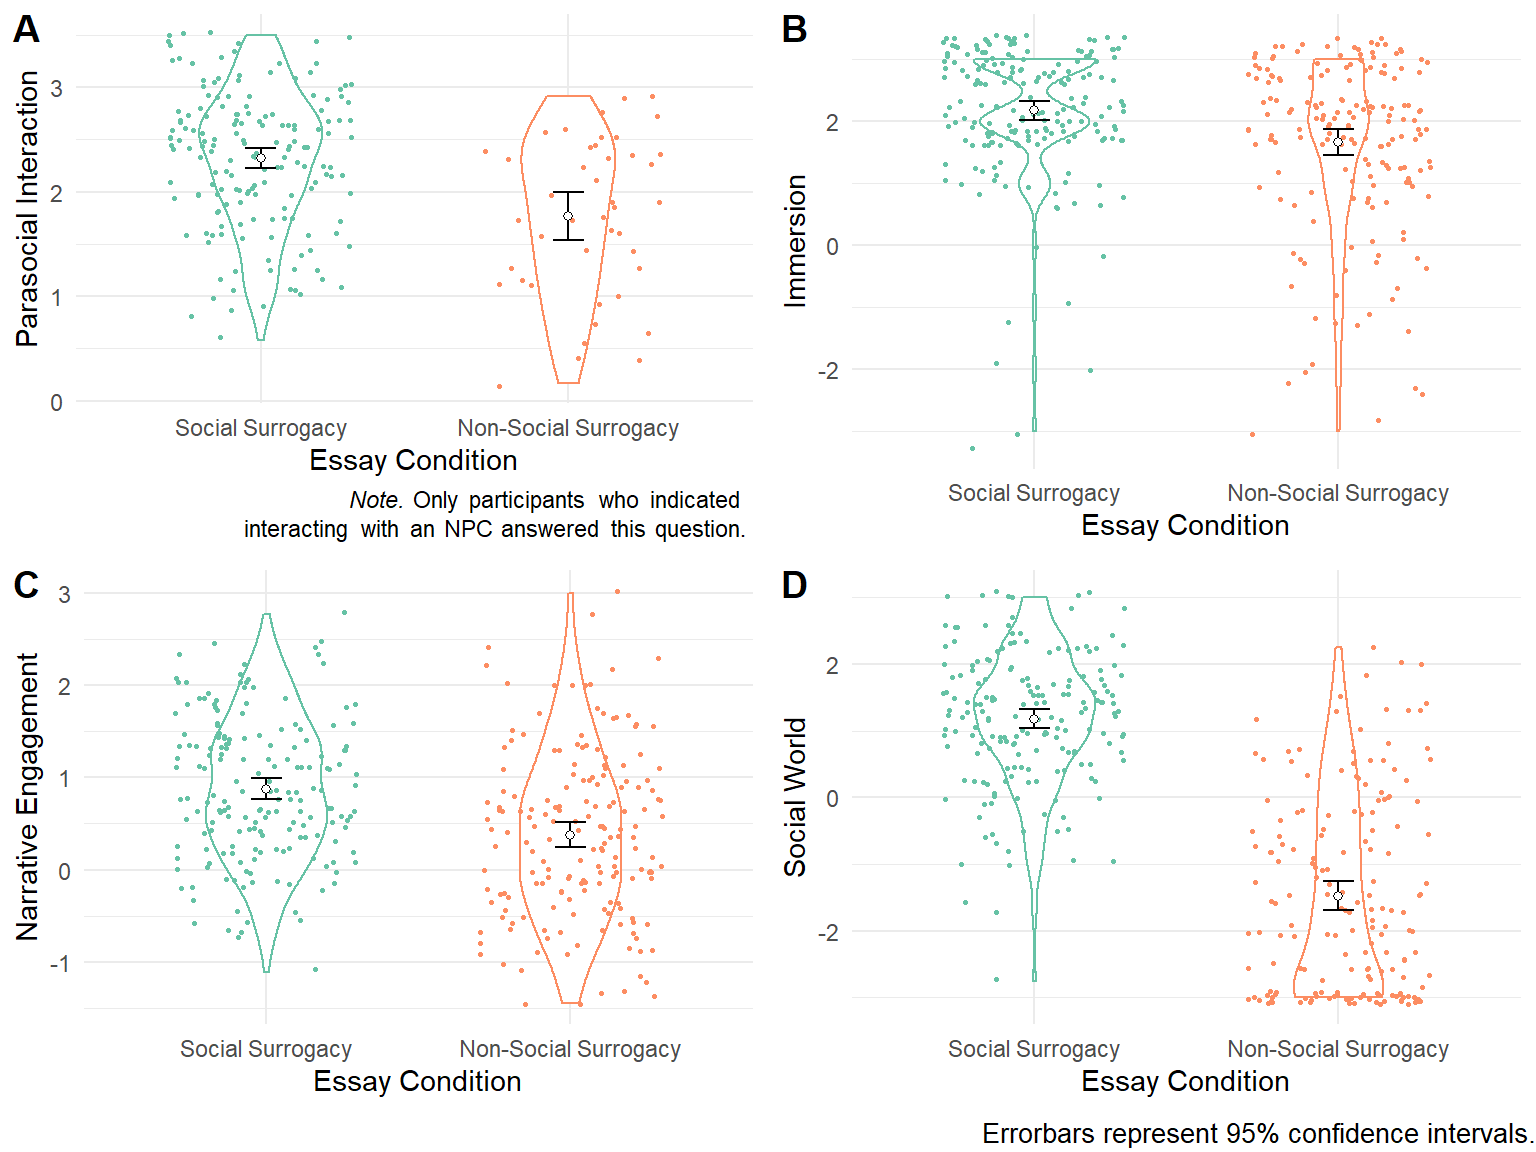 A
Parasocial Interaction
3
2
1
0
Social Surrogacy
Non-Social Surrogacy
Essay Condition
Note. Only participants who indicated
interacting with an NPC answered this question.
B
Immersion
2
0
-2
Social Surrogacy
Non-Social Surrogacy
Essay Condition
C
Narrative Engagement
3
2
1
0
-1
Social Surrogacy
Non-Social Surrogacy
Essay Condition
D
Social World
2
0
-2
Social Surrogacy
Non-Social Surrogacy
Essay Condition
Errorbars represent 95% confidence intervals.